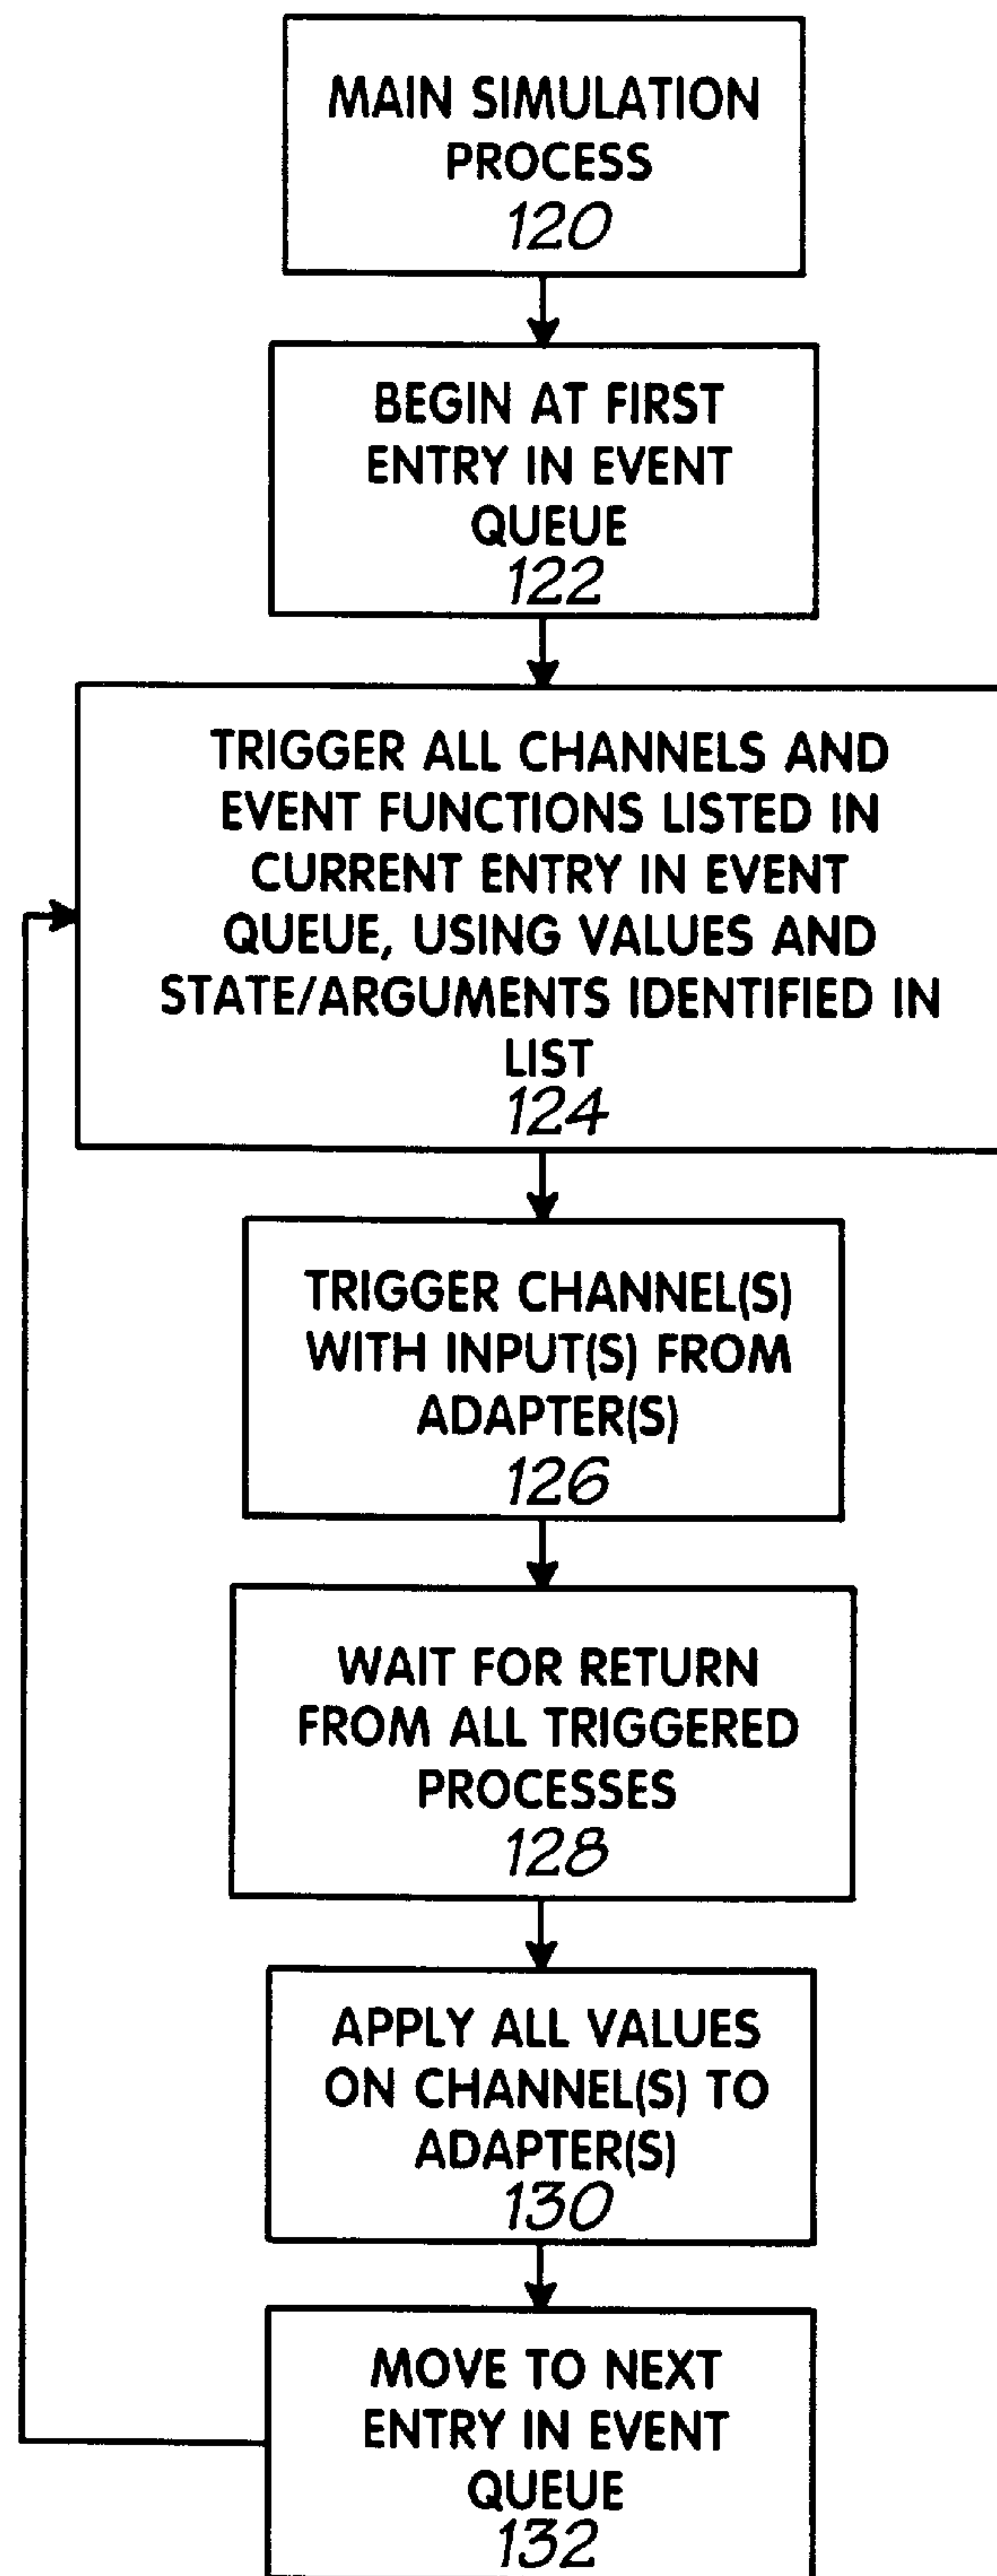 MAIN SIMULATION
PROCESS
120
BEGIN AT FIRST
ENTRY IN EVENT
QUEUE
122
TRIGGER ALL CHANNELS AND
EVENT FUNCTIONS LISTED IN
CURRENT ENTRY IN EVENT
QUEUE, USING VALUES AND
STATE/ARGUMENTS IDENTIFIED IN
LIST
124
TRIGGER CHANNEL(S)
WITH INPUT(S) FROM
ADAPTER(S)
126
WAIT FOR RETURN
FROM ALL TRIGGERED
PROCESSES
128
APPLY ALL VALUES
ON CHANNEL(S) TO
ADAPTER(S)
130
MOVE TO NEXT
ENTRY IN EVENT
QUEUE
132